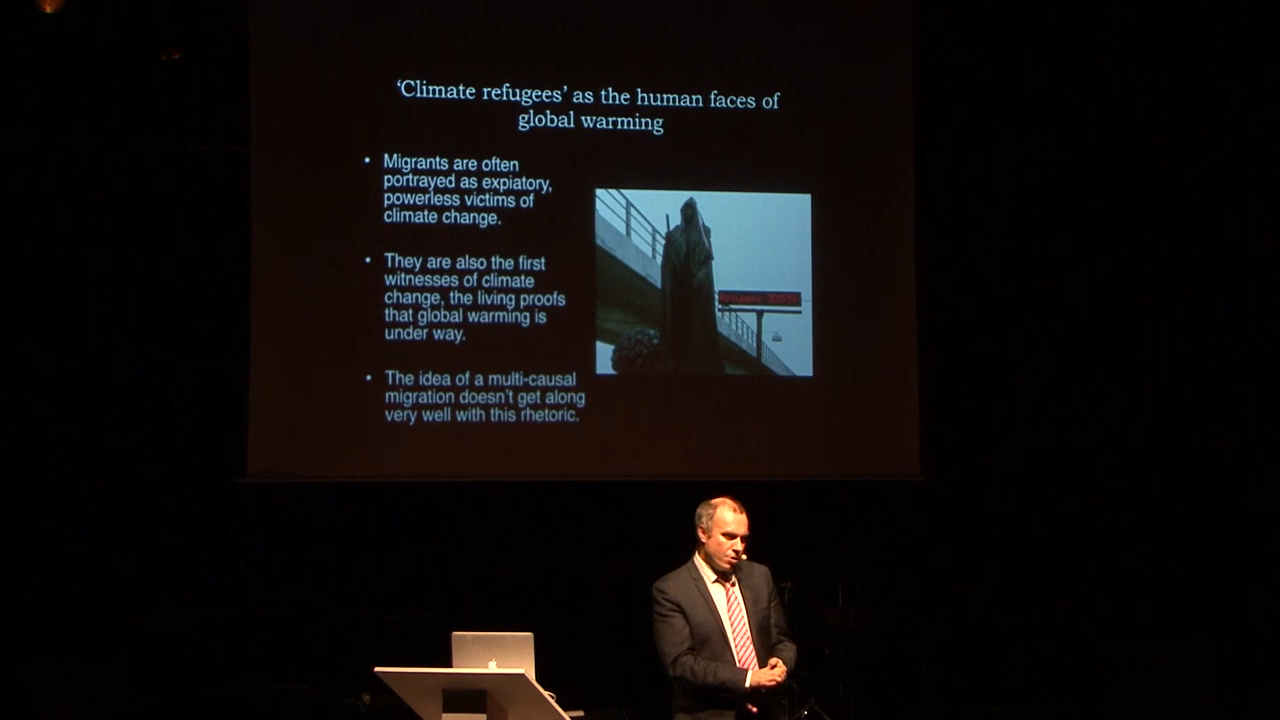 ‘Climate refugees’ as the human faces of
global warming
• Migrants are often
portrayed as expiatory,
powerless victims of
climate change.
• They are also the first
witnesses of climate
change, the living proofs
that global warming is
under way.
• The idea of a multi-causal
migration doesn't get along
very well with this rhetoric.